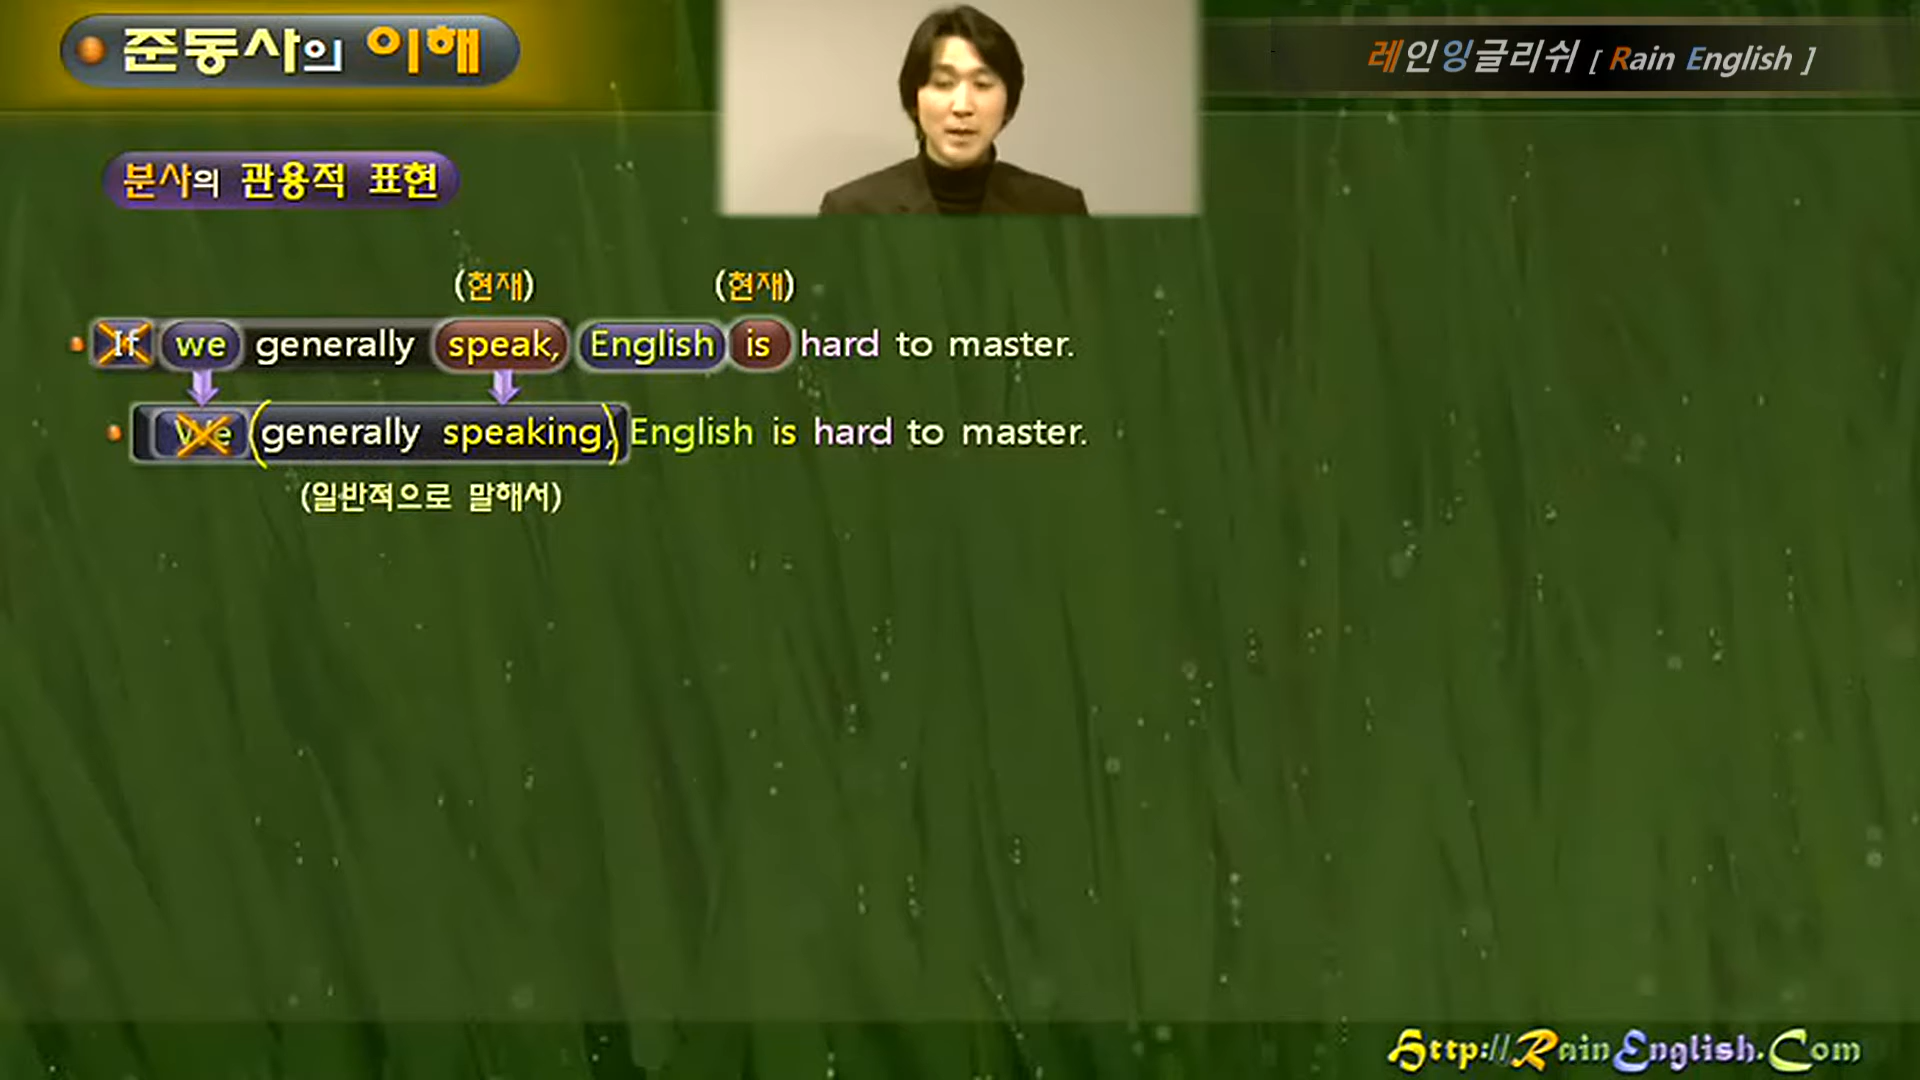 준동사의 이해
레인잉글리쉬 [ Rain English ]
분사의 관용적 표현
(현재) (현재)
If we generally speak, English is hard to master.
We (generally speaking,) English is hard to master.
(일반적으로 말해서)
Http://RainEnglish.Com